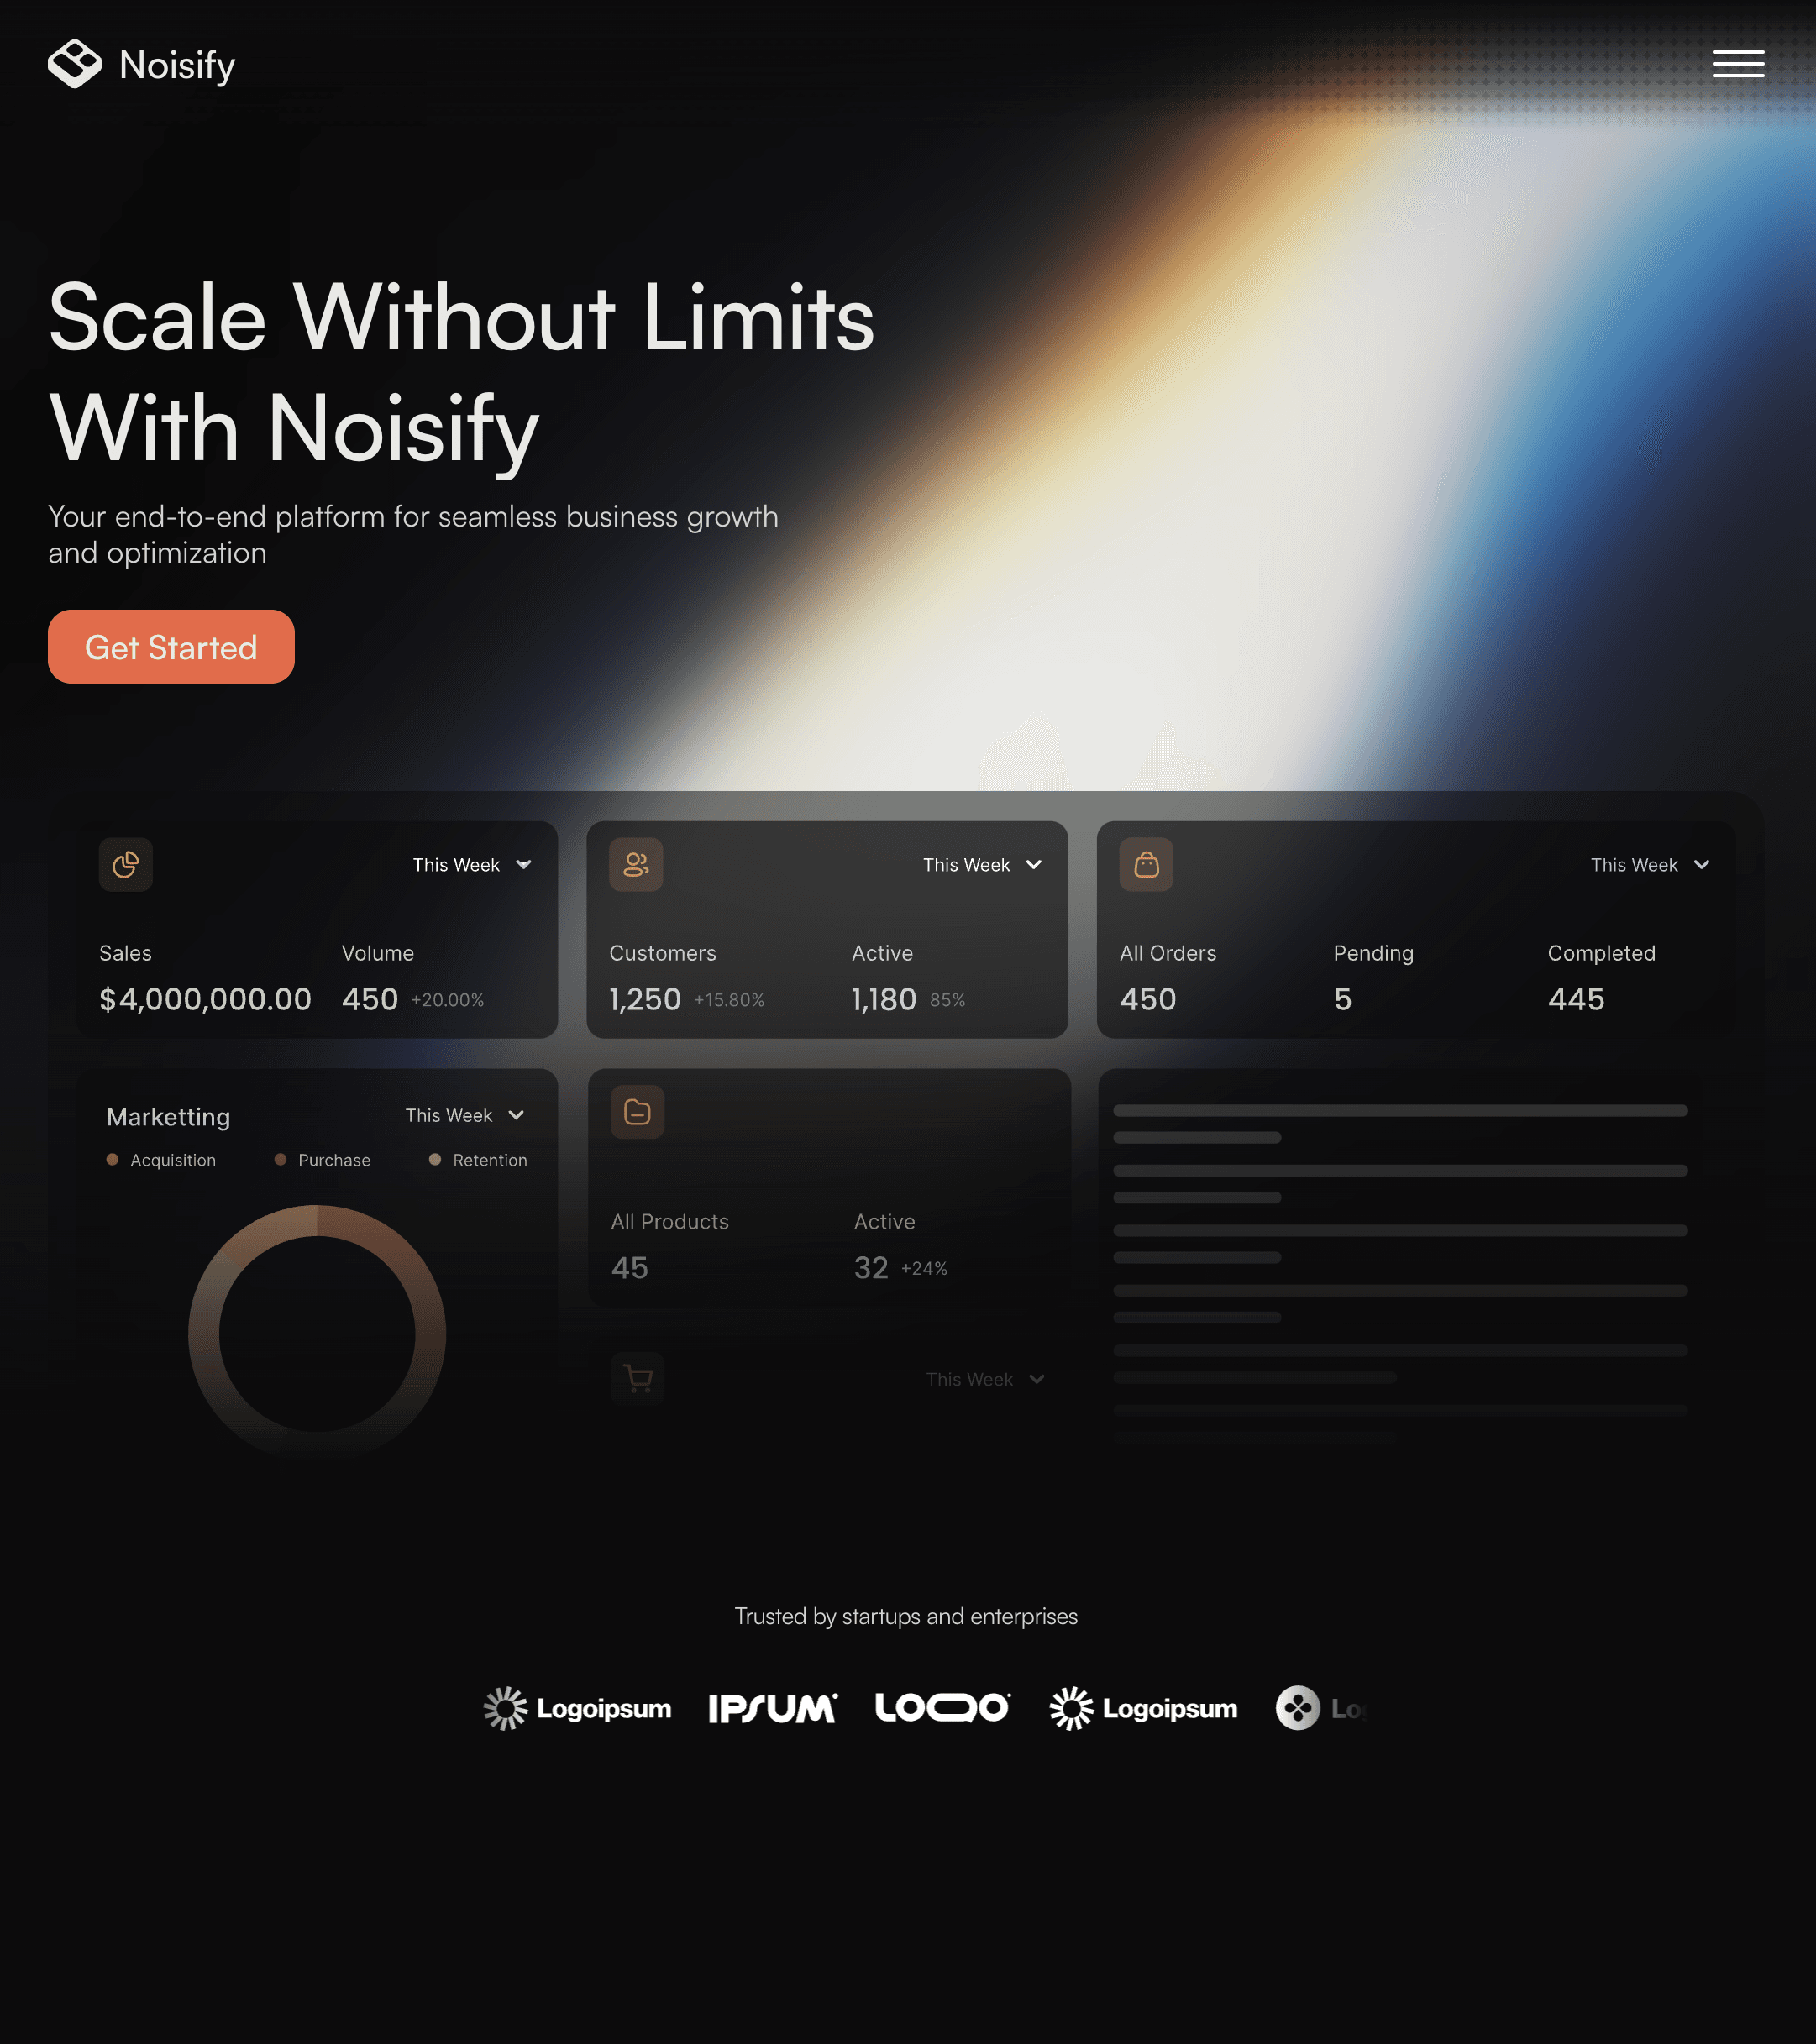 Noisify
Scale Without Limits
With Noisify
Your end-to-end platform for seamless business growth
and optimization
Get Started
This Week
Sales
Volume
$4,000,000.00
450 +20.00%
This Week
Customers
Active
1,250 +15.80%
1,180 85%
This Week
All Orders
Pending
Completed
450
5
445
Marketting
This Week
Acquisition
Purchase
Retention
All Products
Active
45
32 +24%
This Week
Trusted by startups and enterprises
Logoipsum
IPSUM
LOQO
Logoipsum